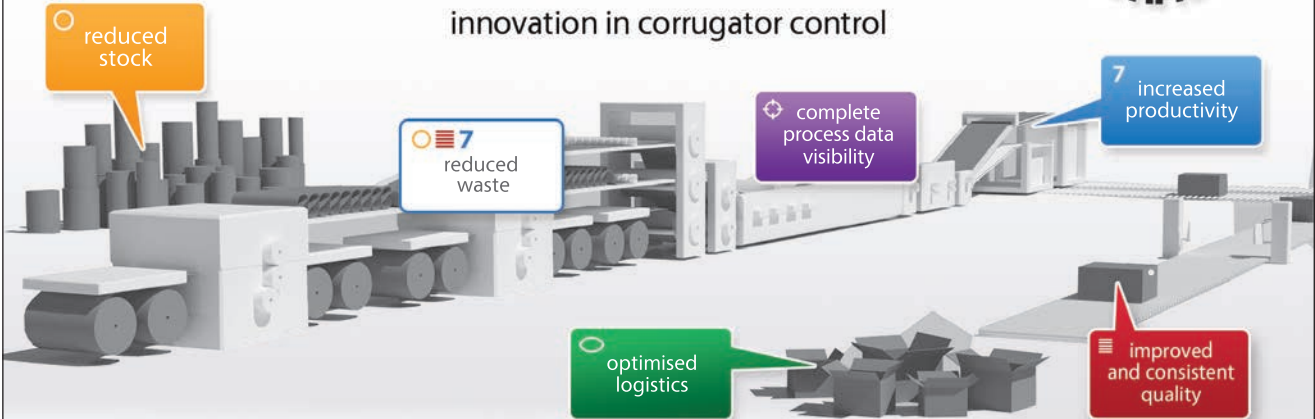 innovation in corrugator control
reduced
stock
7
increased
productivity
complete
process data
visibility
7
reduced
waste
optimised
logistics
improved
and consistent
quality